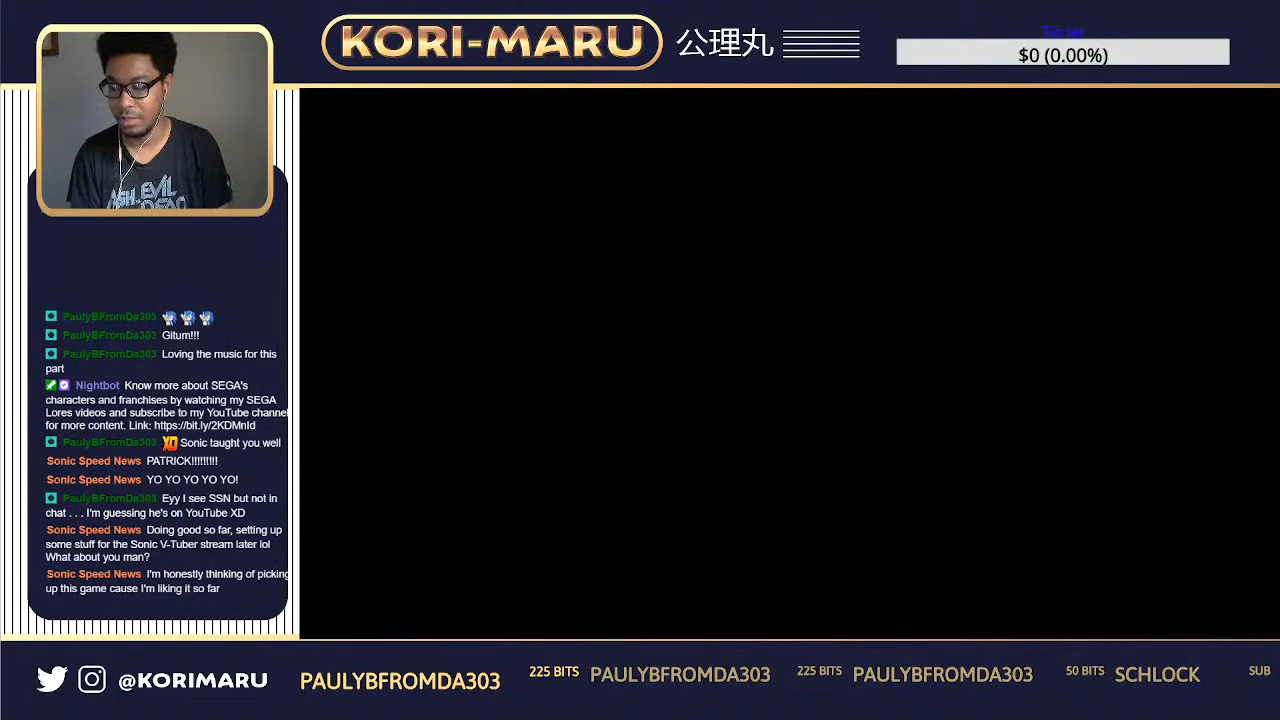 KORI-MARU 公理丸
Tip Jar
$0 (0.00%)
PaulyBFromDa303
PaulyBFromDa303 Gitum!!!
PaulyBFromDa303 Loving the music for this
part
Nightbot Know more about SEGA's
characters and franchises by watching my SEGA
Lores videos and subscribe to my YouTube channel
for more content. Link: https://bit.ly/2KDMnId
PaulyBFromDa303 XD Sonic taught you well
Sonic Speed News PATRICK!!!!!!!!!
Sonic Speed News YO YO YO YO YO!
PaulyBFromDa303 Eyy I see SSN but not in
chat . . . I'm guessing he's on YouTube XD
Sonic Speed News Doing good so far, setting up
some stuff for the Sonic V-Tuber stream later lol
What about you man?
Sonic Speed News I'm honestly thinking of picking
up this game cause I'm liking it so far
@KORIMARU PAULYBFROMDA303 225 BITS PAULYBFROMDA303 225 BITS PAULYBFROMDA303 50 BITS SCHLOCK SUB